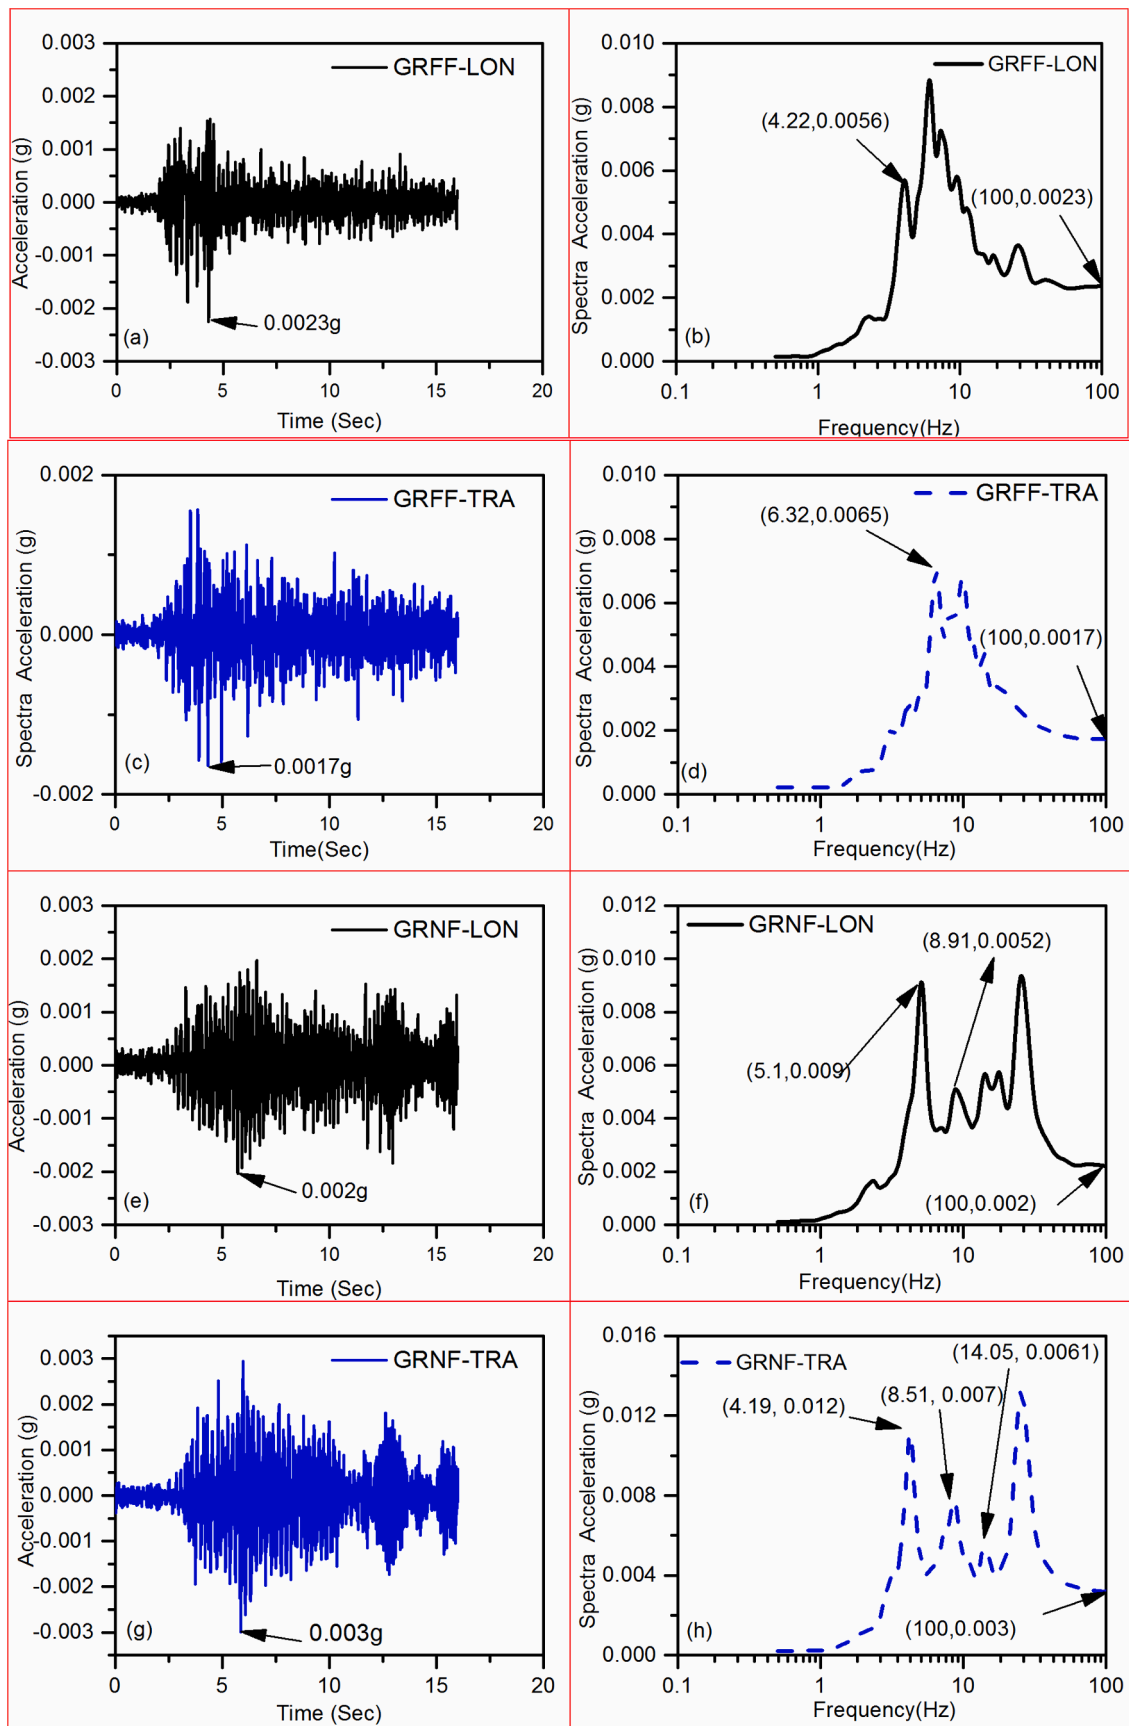 0.003
0.002
0.001
0.000
-0.001
-0.002
-0.003
Acceleration (g)
GRFF-LON
0.0023g
(a)
0 5 10 15 20
Time (Sec)
0.010
0.008
0.006
0.004
0.002
0.000
Spectra Acceleration (g)
GRFF-LON
(4.22,0.0056)
(100,0.0023)
(b)
0.1 1 10 100
Frequency(Hz)
0.002
0.000
-0.002
Spectra Acceleration (g)
GRFF-TRA
(c)
0.0017g
0 5 10 15 20
Time(Sec)
0.010
0.008
0.006
0.004
0.002
0.000
Spectra Acceleration (g)
GRFF-TRA
(6.32,0.0065)
(100,0.0017)
(d)
0.1 1 10 100
Frequency(Hz)
0.003
0.002
0.001
0.000
-0.001
-0.002
-0.003
Acceleration (g)
GRNF-LON
0.002g
(e)
0 5 10 15 20
Time (Sec)
0.012
0.010
0.008
0.006
0.004
0.002
0.000
Spectra Acceleration (g)
GRNF-LON
(8.91,0.0052)
(5.1,0.009)
(100,0.002)
(f)
0.1 1 10 100
Frequency(Hz)
0.003
0.002
0.001
0.000
-0.001
-0.002
-0.003
Acceleration (g)
GRNF-TRA
(g)
0.003g
0 5 10 15 20
Time (Sec)
0.016
0.012
0.008
0.004
0.000
Spectra Acceleration (g)
GRNF-TRA
(14.05, 0.0061)
(8.51, 0.007)
(4.19, 0.012)
(100,0.003)
(h)
0.1 1 10 100
Frequency(Hz)